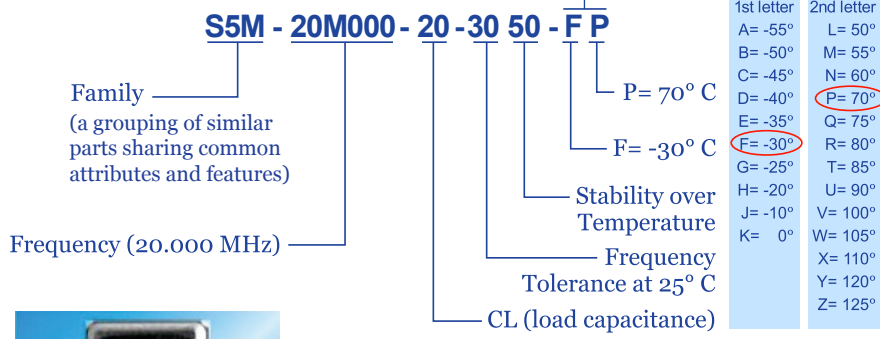 S5M - 20M000- 20 -30 50 - F P
Family
(a grouping of similar
parts sharing common
attributes and features)
Frequency (20.000 MHz)
P= 70° C
F= -30° C
Stability over
Temperature
Frequency
Tolerance at 25° C
CL (load capacitance)
1st letter
A= -55°
B= -50°
C= -45°
D= -40°
E= -35°
F= -30°
G= -25°
H= -20°
J= -10°
K= 0°
2nd letter
L= 50°
M= 55°
N= 60°
P= 70°
Q= 75°
R= 80°
T= 85°
U= 90°
V= 100°
W= 105°
X= 110°
Y= 120°
Z= 125°